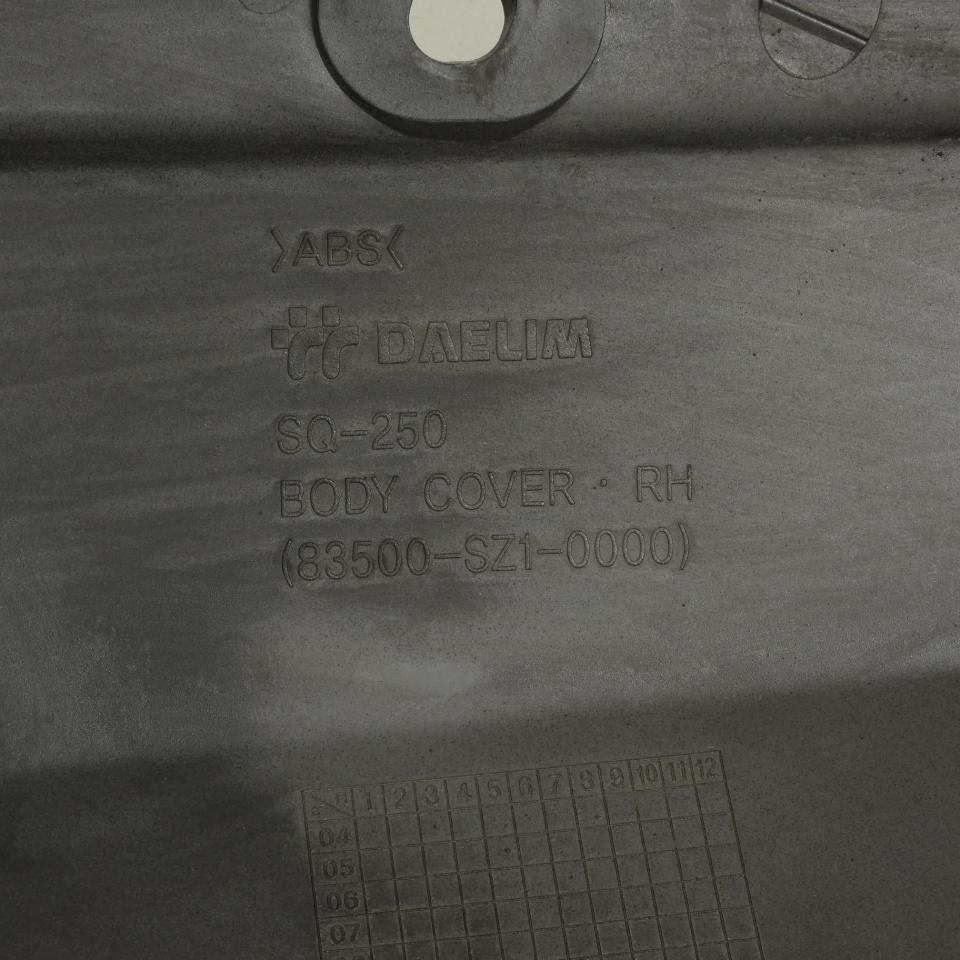 >ABS<
DAELIM
SQ-250
BODY COVER · RH
(83500-SZ1-0000)
1 2 3 4 5 6 7 8 9 10 11 12
04
05
06
07